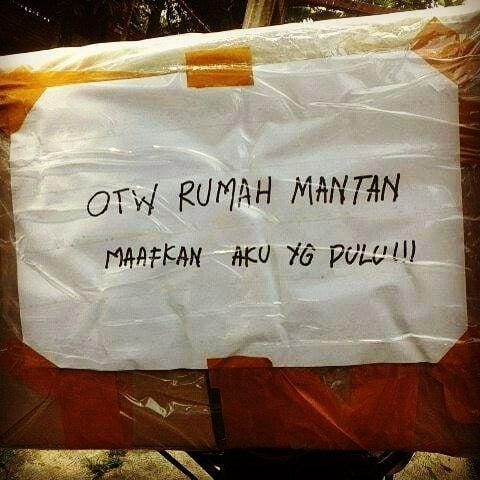 OTW RUMAH MANTAN
MAAFKAN AKU YG DULU!!!